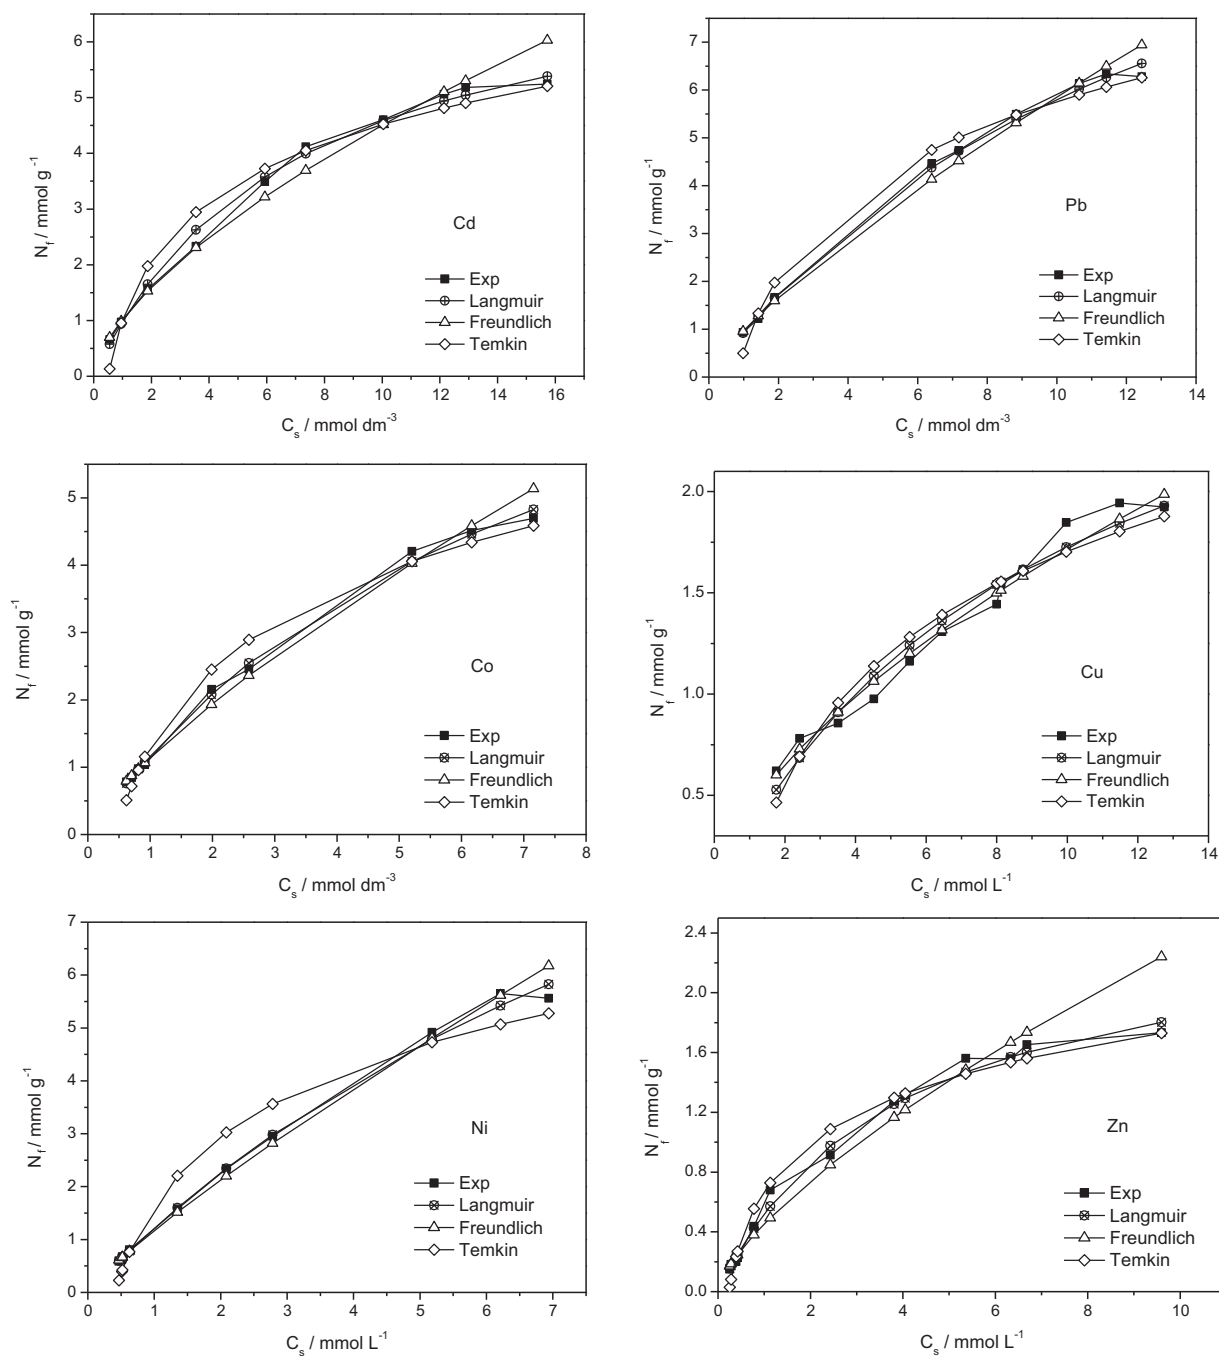 6
5
4
3
2
1
0
N_f / mmol g^-1
Cd
Exp
Langmuir
Freundlich
Temkin
0 2 4 6 8 10 12 14 16
C_s / mmol dm^-3
7
6
5
4
3
2
1
0
N_f / mmol g^-1
Pb
Exp
Langmuir
Freundlich
Temkin
0 2 4 6 8 10 12 14
C_s / mmol dm^-3
5
4
3
2
1
0
N_f / mmol g^-1
Co
Exp
Langmuir
Freundlich
Temkin
0 1 2 3 4 5 6 7 8
C_s / mmol dm^-3
2.0
1.5
1.0
0.5
N_f / mmol g^-1
Cu
Exp
Langmuir
Freundlich
Temkin
0 2 4 6 8 10 12 14
C_s / mmol L^-1
7
6
5
4
3
2
1
0
N_f / mmol g^-1
Ni
Exp
Langmuir
Freundlich
Temkin
0 1 2 3 4 5 6 7
C_s / mmol L^-1
2.4
2.0
1.6
1.2
0.8
0.4
0.0
N_f / mmol g^-1
Zn
Exp
Langmuir
Freundlich
Temkin
0 2 4 6 8 10
C_s / mmol L^-1